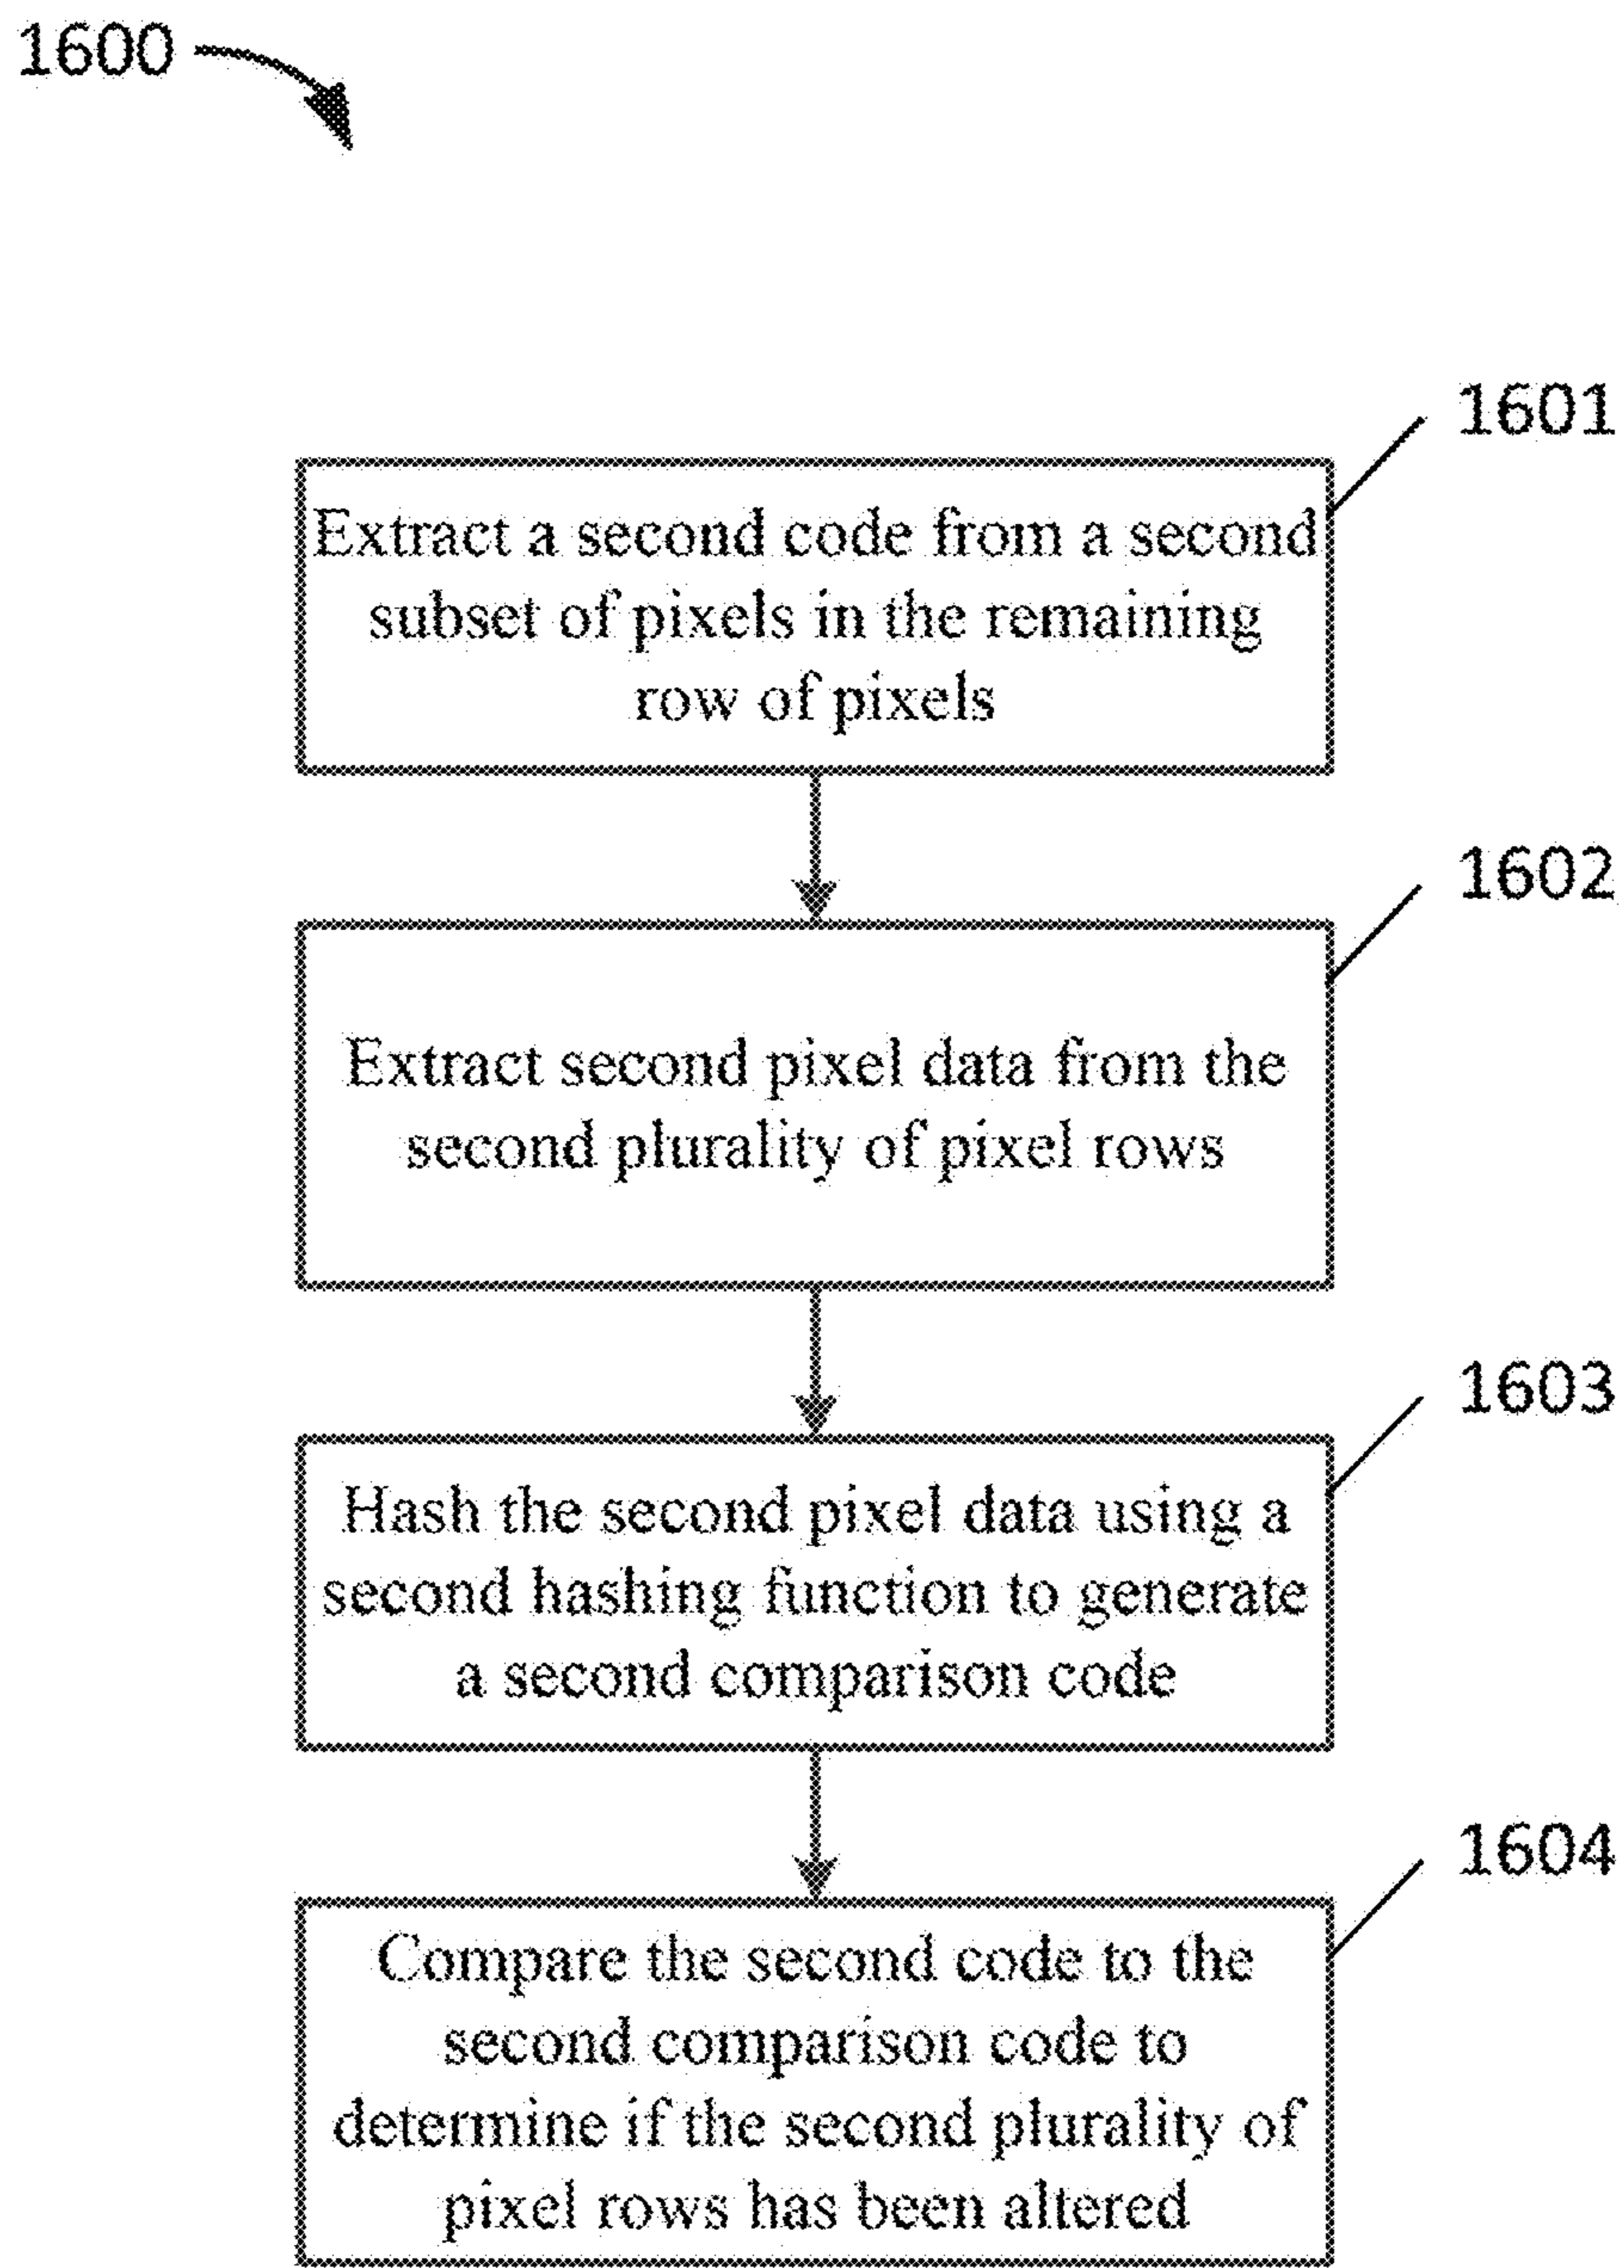 1600
1601
Extract a second code from a second
subset of pixels in the remaining
row of pixels
1602
Extract second pixel data from the
second plurality of pixel rows
1603
Hash the second pixel data using a
second hashing function to generate
a second comparison code
1604
Compare the second code to the
second comparison code to
determine if the second plurality of
pixel rows has been altered